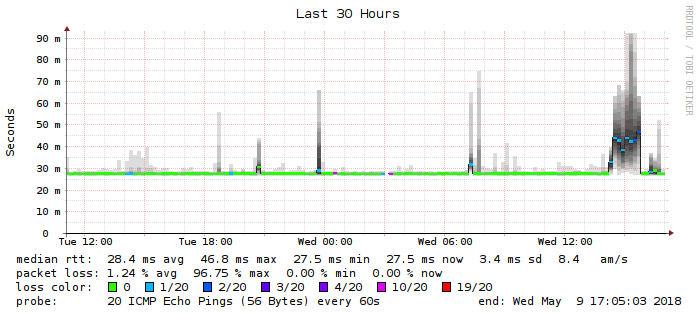 Last 30 Hours
RRDTOOL / TOBI OETIKER
Seconds
90 m
80 m
70 m
60 m
50 m
40 m
30 m
20 m
10 m
0
Tue 12:00 Tue 18:00 Wed 00:00 Wed 06:00 Wed 12:00
median rtt: 28.4 ms avg 46.8 ms max 27.5 ms min 27.5 ms now 3.4 ms sd 8.4 am/s
packet loss: 1.24 % avg 96.75 % max 0.00 % min 0.00 % now
loss color: 0 1/20 2/20 3/20 4/20 10/20 19/20
probe: 20 ICMP Echo Pings (56 Bytes) every 60s end: Wed May 9 17:05:03 2018